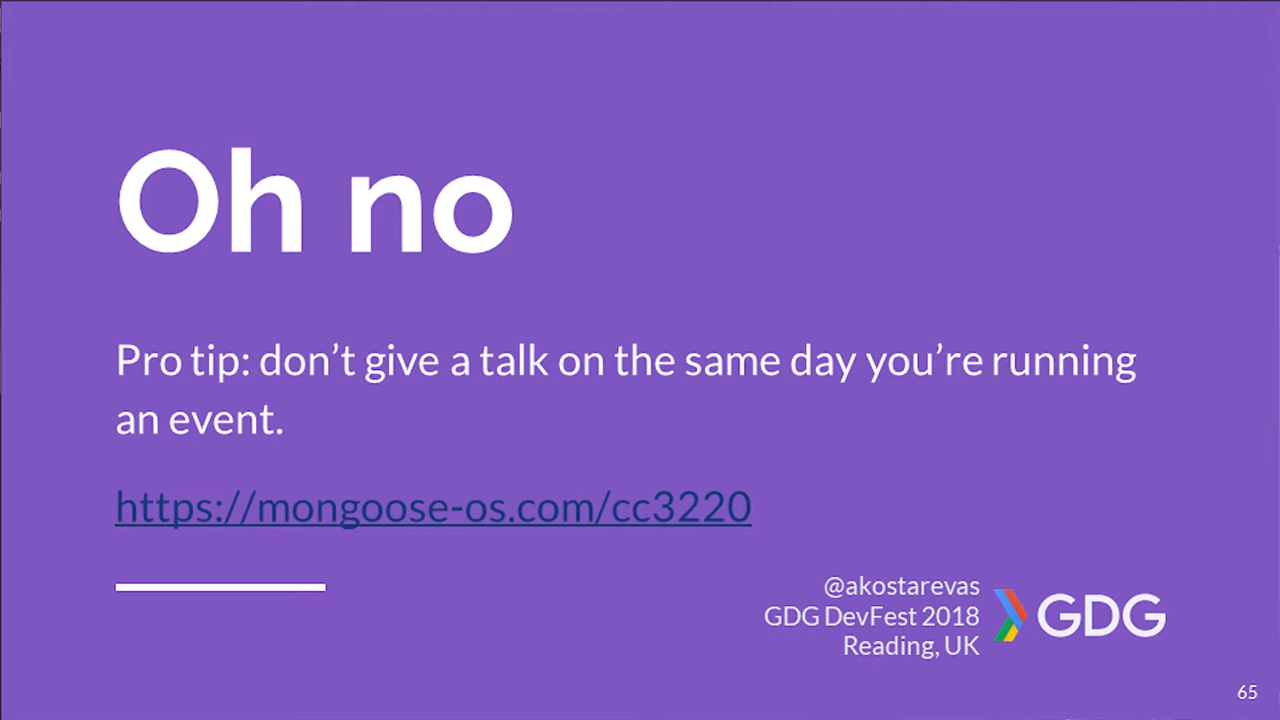 Oh no
Pro tip: don’t give a talk on the same day you’re running
an event.
https://mongoose-os.com/cc3220
@akostarevas
GDG DevFest 2018
Reading, UK
GDG
65